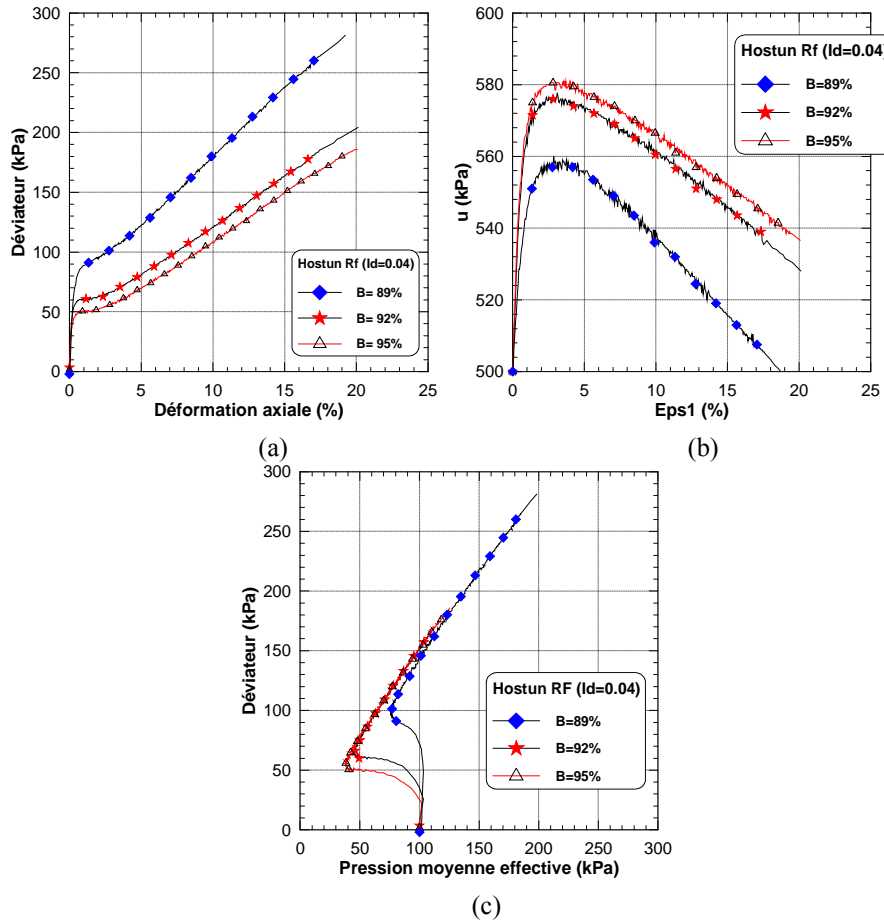 300
250
200
150
100
50
0
Déviateur (kPa)
0 5 10 15 20 25
Déformation axiale (%)
Hostun Rf (Id=0.04)
B= 89%
B= 92%
B= 95%
(a)
600
580
560
540
520
500
u (kPa)
0 5 10 15 20 25
Eps1 (%)
Hostun Rf (Id=0.04)
B=89%
B=92%
B=95%
(b)
300
250
200
150
100
50
0
Déviateur (kPa)
0 50 100 150 200 250 300
Pression moyenne effective (kPa)
Hostun RF (Id=0.04)
B=89%
B=92%
B=95%
(c)